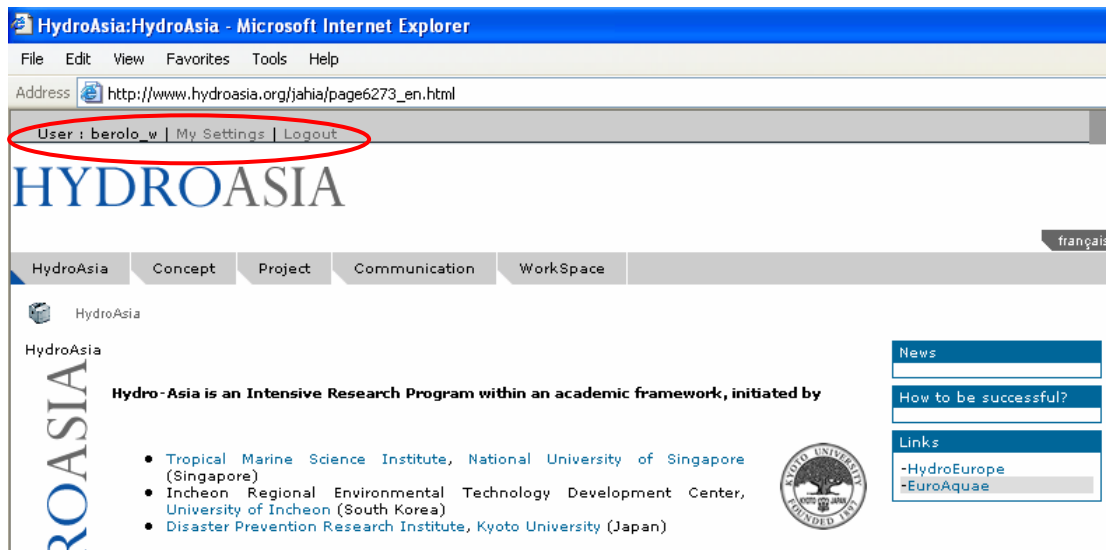 HydroAsia:HydroAsia - Microsoft Internet Explorer
File Edit View Favorites Tools Help
Address http://www.hydroasia.org/jahia/page6273_en.html
User : berolo_w | My Settings | Logout
HYDROASIA
français
HydroAsia Concept Project Communication WorkSpace
HydroAsia
HydroAsia
ROASIA
Hydro-Asia is an Intensive Research Program within an academic framework, initiated by
• Tropical Marine Science Institute, National University of Singapore
(Singapore)
• Incheon Regional Environmental Technology Development Center,
University of Incheon (South Korea)
• Disaster Prevention Research Institute, Kyoto University (Japan)
KYOTO UNIVERSITY
KYOTO JAPAN
FOUNDED 1897
News
How to be successful?
Links
-HydroEurope
-EuroAquae